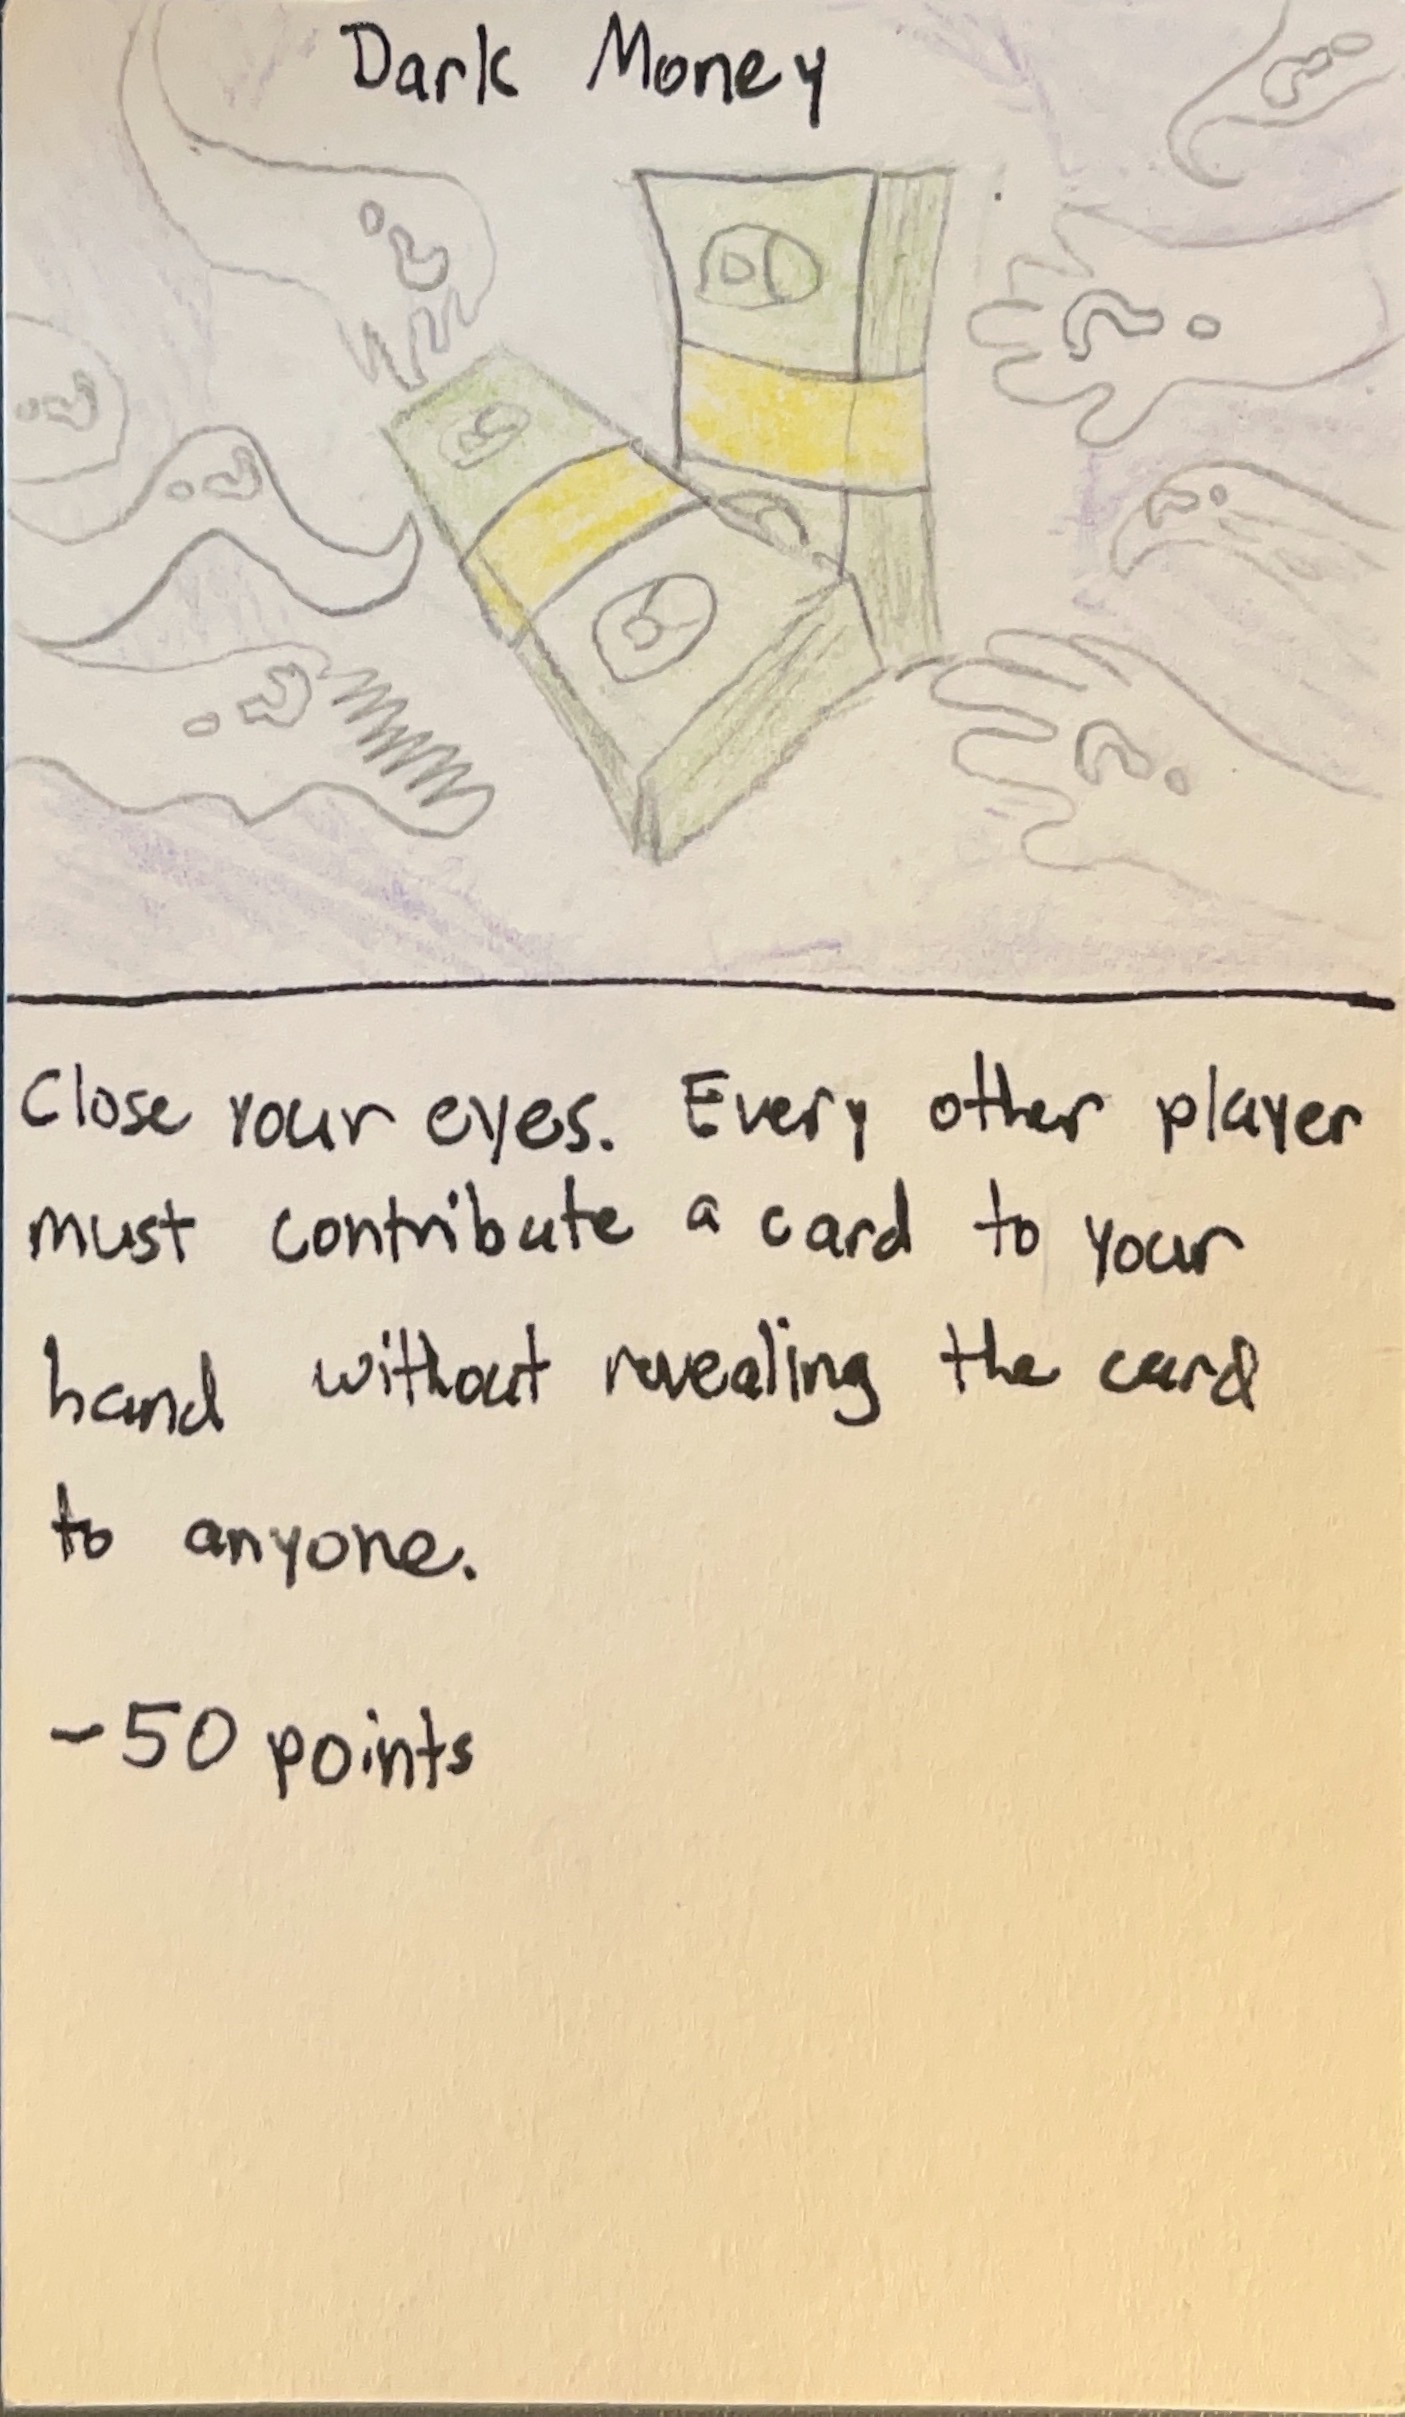 Dark Money
?
?
?
?
?
?
?
?
?
Close your eyes. Every other player
must contribute a card to your
hand without revealing the card
to anyone.
-50 points